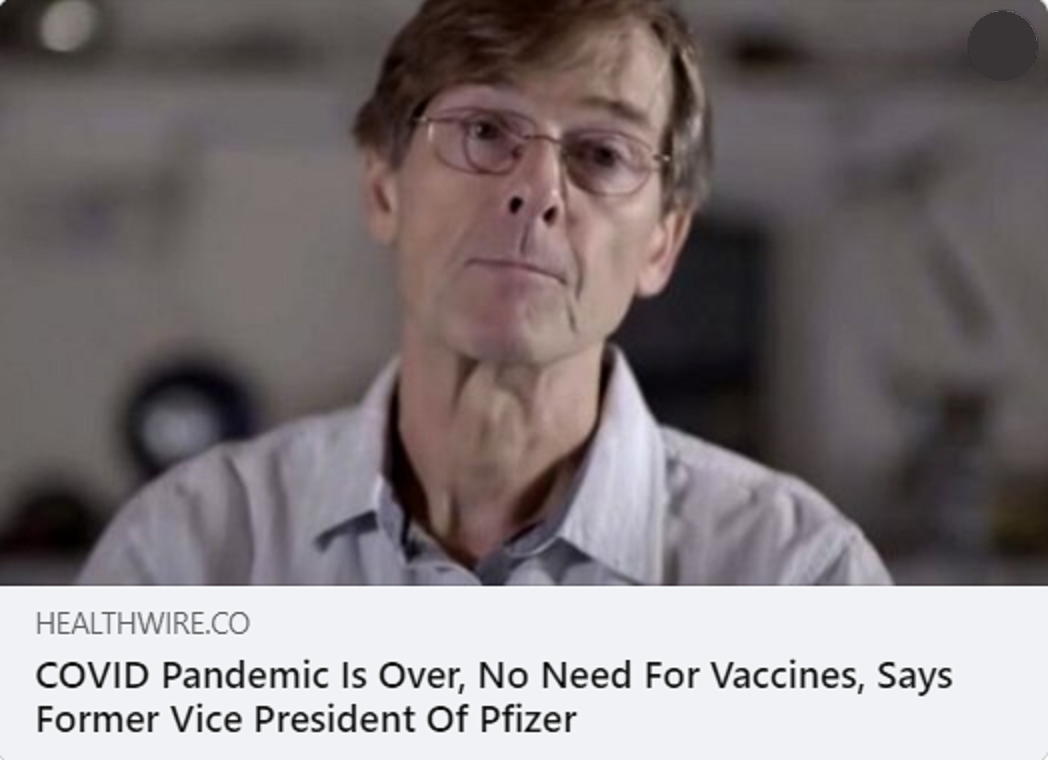 HEALTHWIRE.CO
COVID Pandemic Is Over, No Need For Vaccines, Says
Former Vice President Of Pfizer